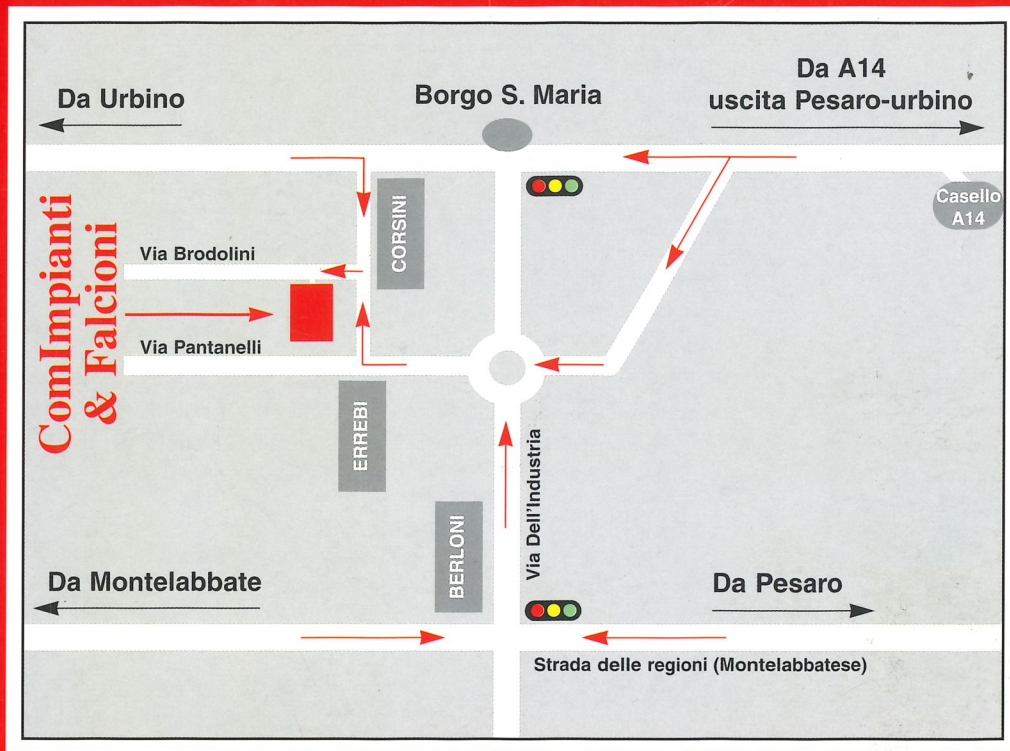 Da Urbino
Borgo S. Maria
Da A14
uscita Pesaro-urbino
Casello
A14
CORSINI
ComImpianti
& Falcioni
Via Brodolini
Via Pantanelli
ERREBI
BERLONI
Via Dell'Industria
Da Montelabbate
Da Pesaro
Strada delle regioni (Montelabbatese)